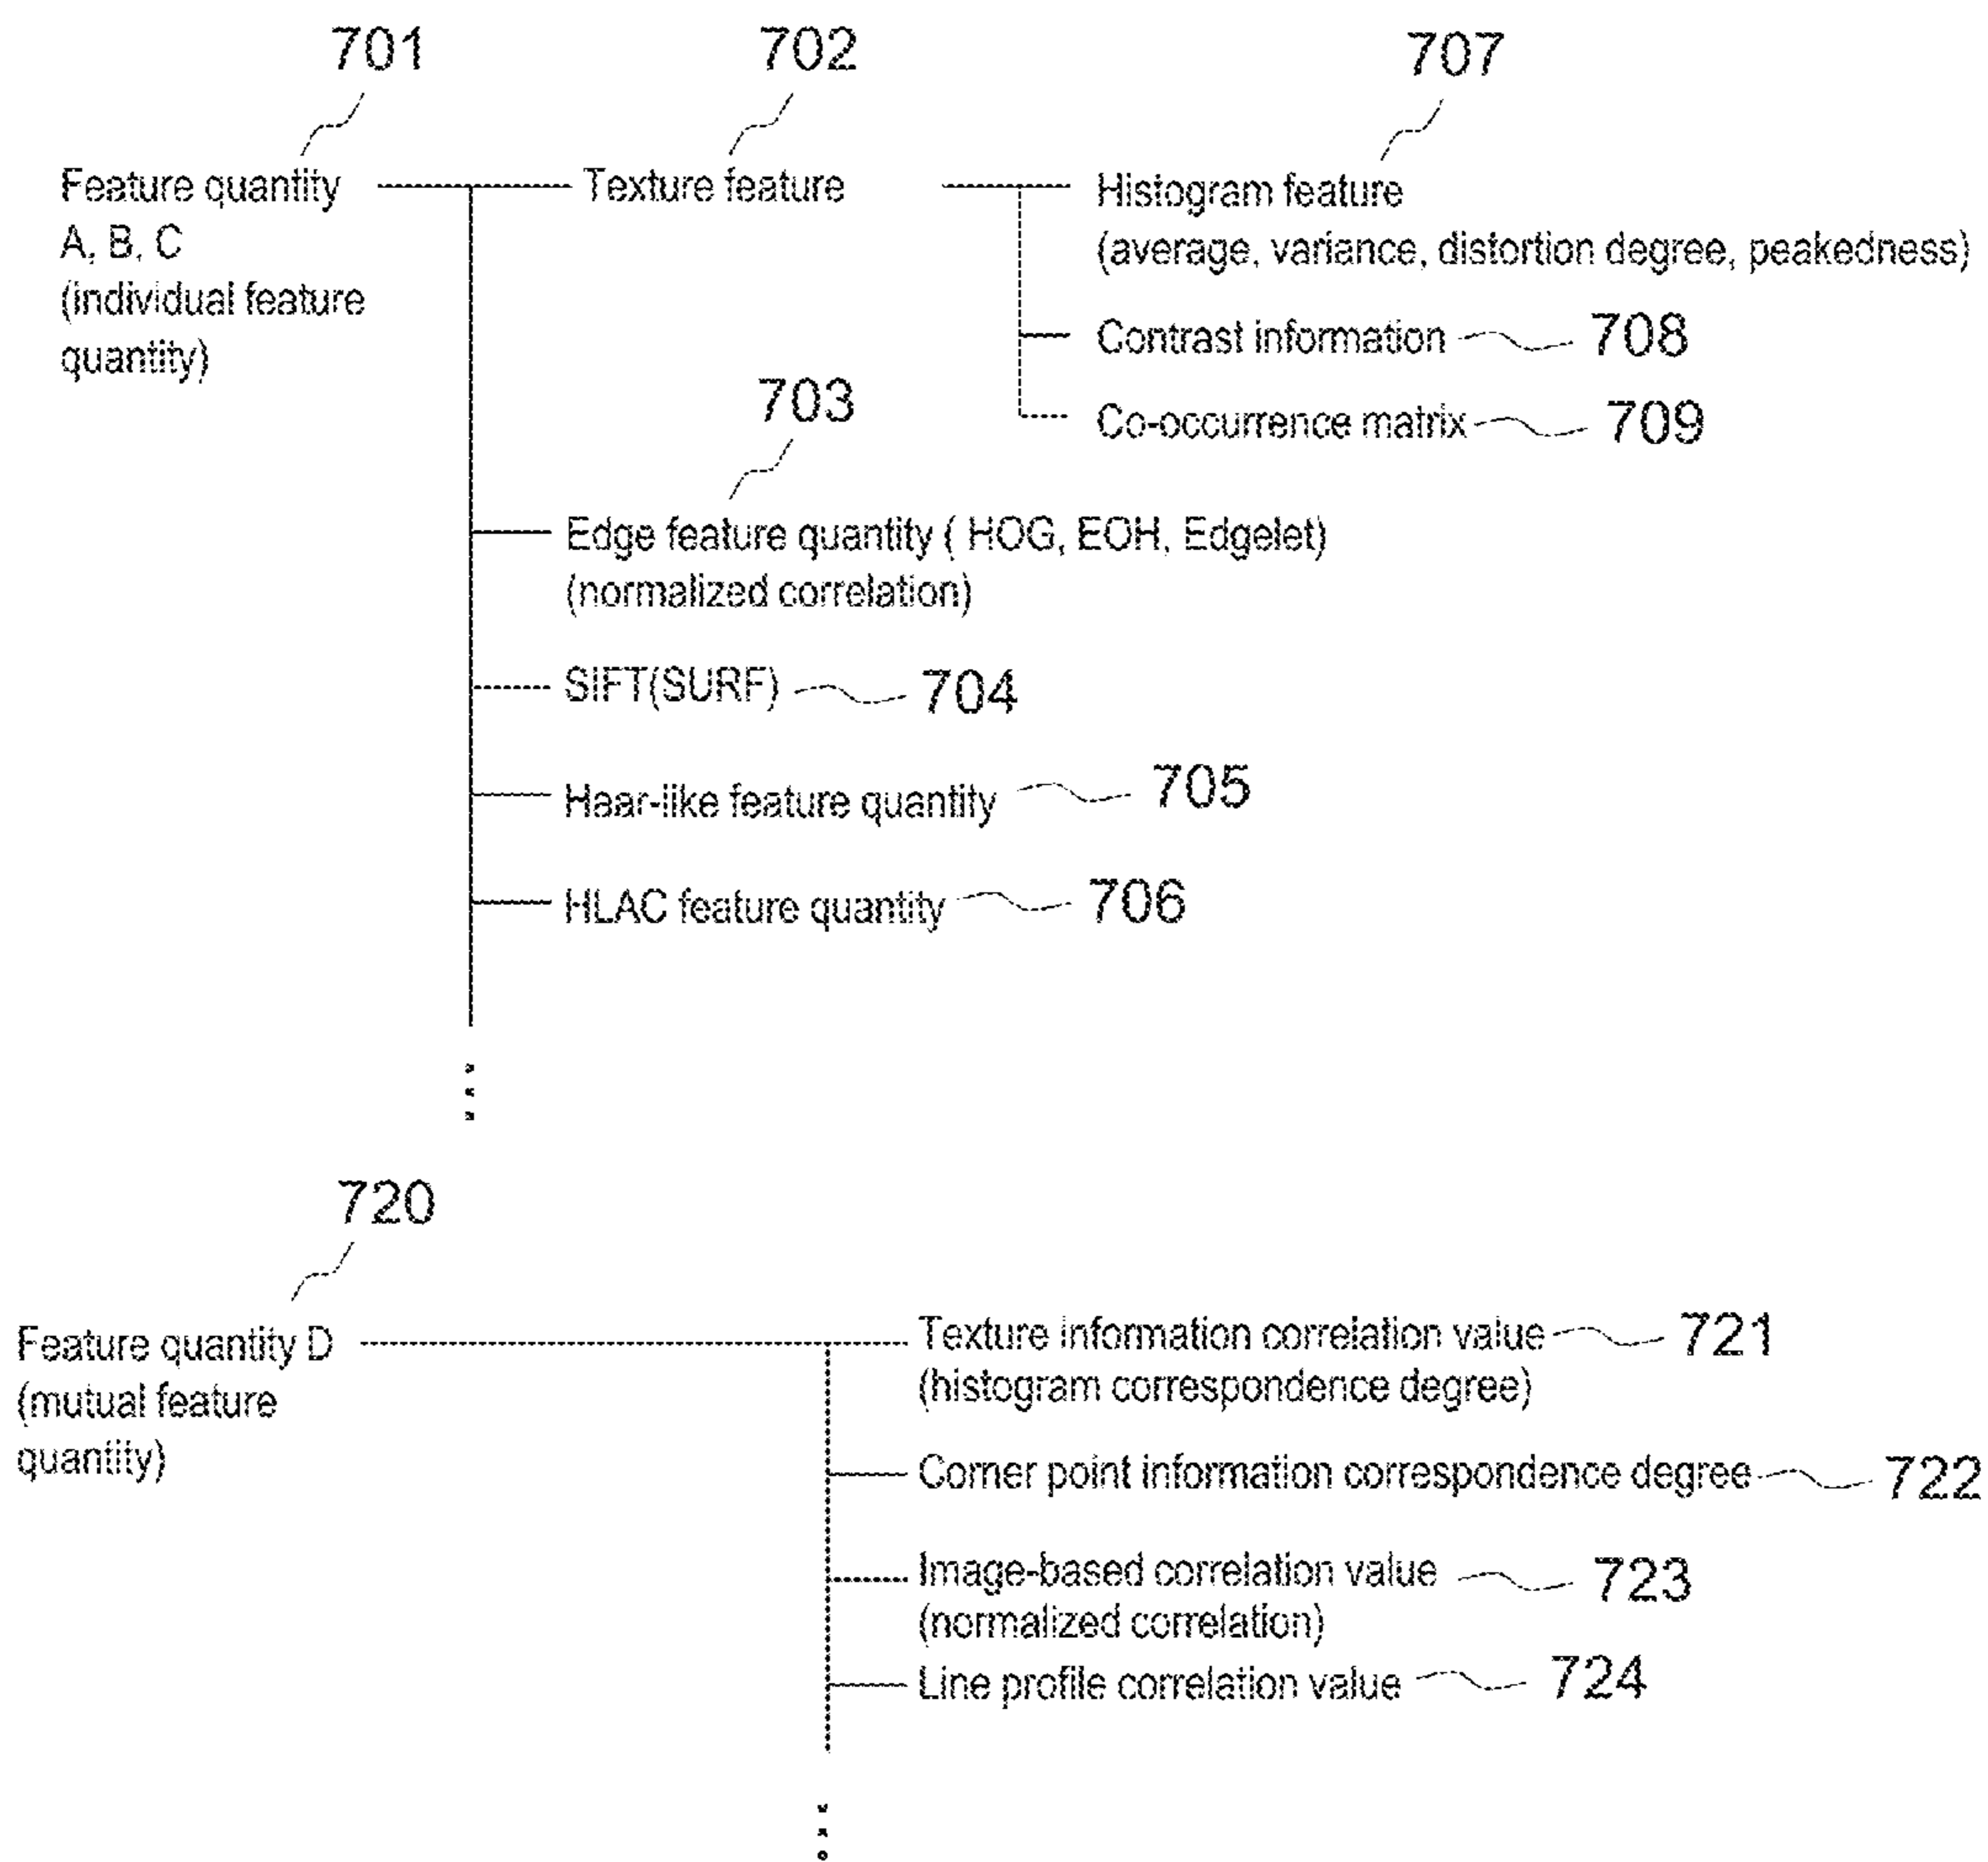 701
702
707
Feature quantity
A, B, C
(individual feature
quantity)
Texture feature
Histogram feature
(average, variance, distortion degree, peakedness)
Contrast information 708
Co-occurrence matrix 709
703
Edge feature quantity ( HOG, EOH, Edgelet)
(normalized correlation)
SIFT(SURF) 704
Haar-like feature quantity 705
HLAC feature quantity 706
720
Feature quantity D
(mutual feature
quantity)
Texture information correlation value 721
(histogram correspondence degree)
Corner point information correspondence degree 722
Image-based correlation value 723
(normalized correlation)
Line profile correlation value 724